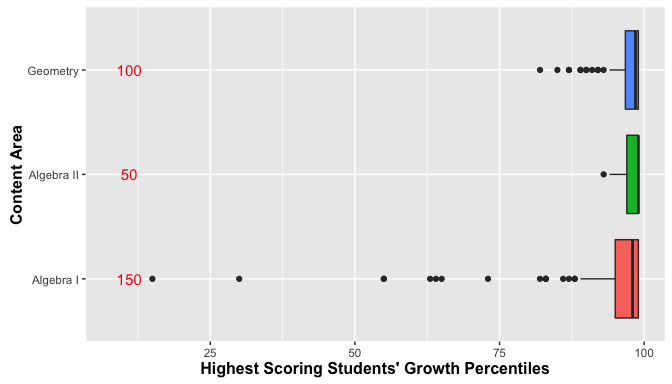 Geometry
100
Algebra II
50
Algebra I
150
Content Area
25 50 75 100
Highest Scoring Students' Growth Percentiles